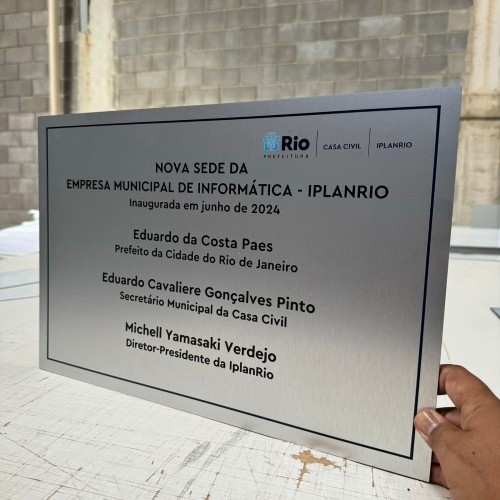 Rio
PREFEITURA
CASA CIVIL
IPLANRIO
NOVA SEDE DA
EMPRESA MUNICIPAL DE INFORMÁTICA - IPLANRIO
Inaugurada em junho de 2024
Eduardo da Costa Paes
Prefeito da Cidade do Rio de Janeiro
Eduardo Cavaliere Gonçalves Pinto
Secretário Municipal da Casa Civil
Michell Yamasaki Verdejo
Diretor-Presidente da IplanRio